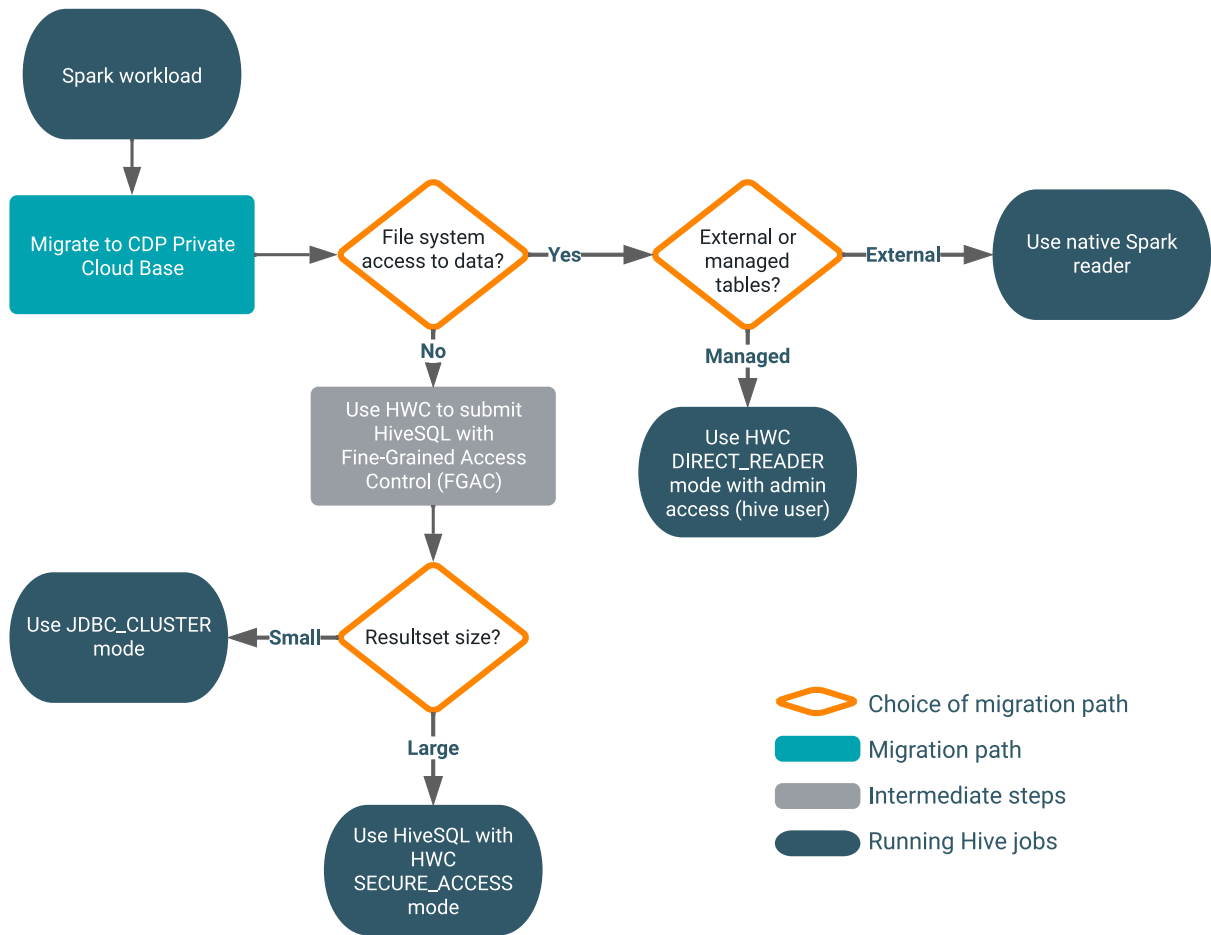 Spark workload
Migrate to CDP Private
Cloud Base
File system
access to data?
Yes
External or
managed
tables?
External
Use native Spark
reader
No
Managed
Use HWC to submit
HiveSQL with
Fine-Grained Access
Control (FGAC)
Use HWC
DIRECT_READER
mode with admin
access (hive user)
Use JDBC_CLUSTER
mode
Small
Resultset size?
Large
Use HiveSQL with
HWC
SECURE_ACCESS
mode
Choice of migration path
Migration path
Intermediate steps
Running Hive jobs